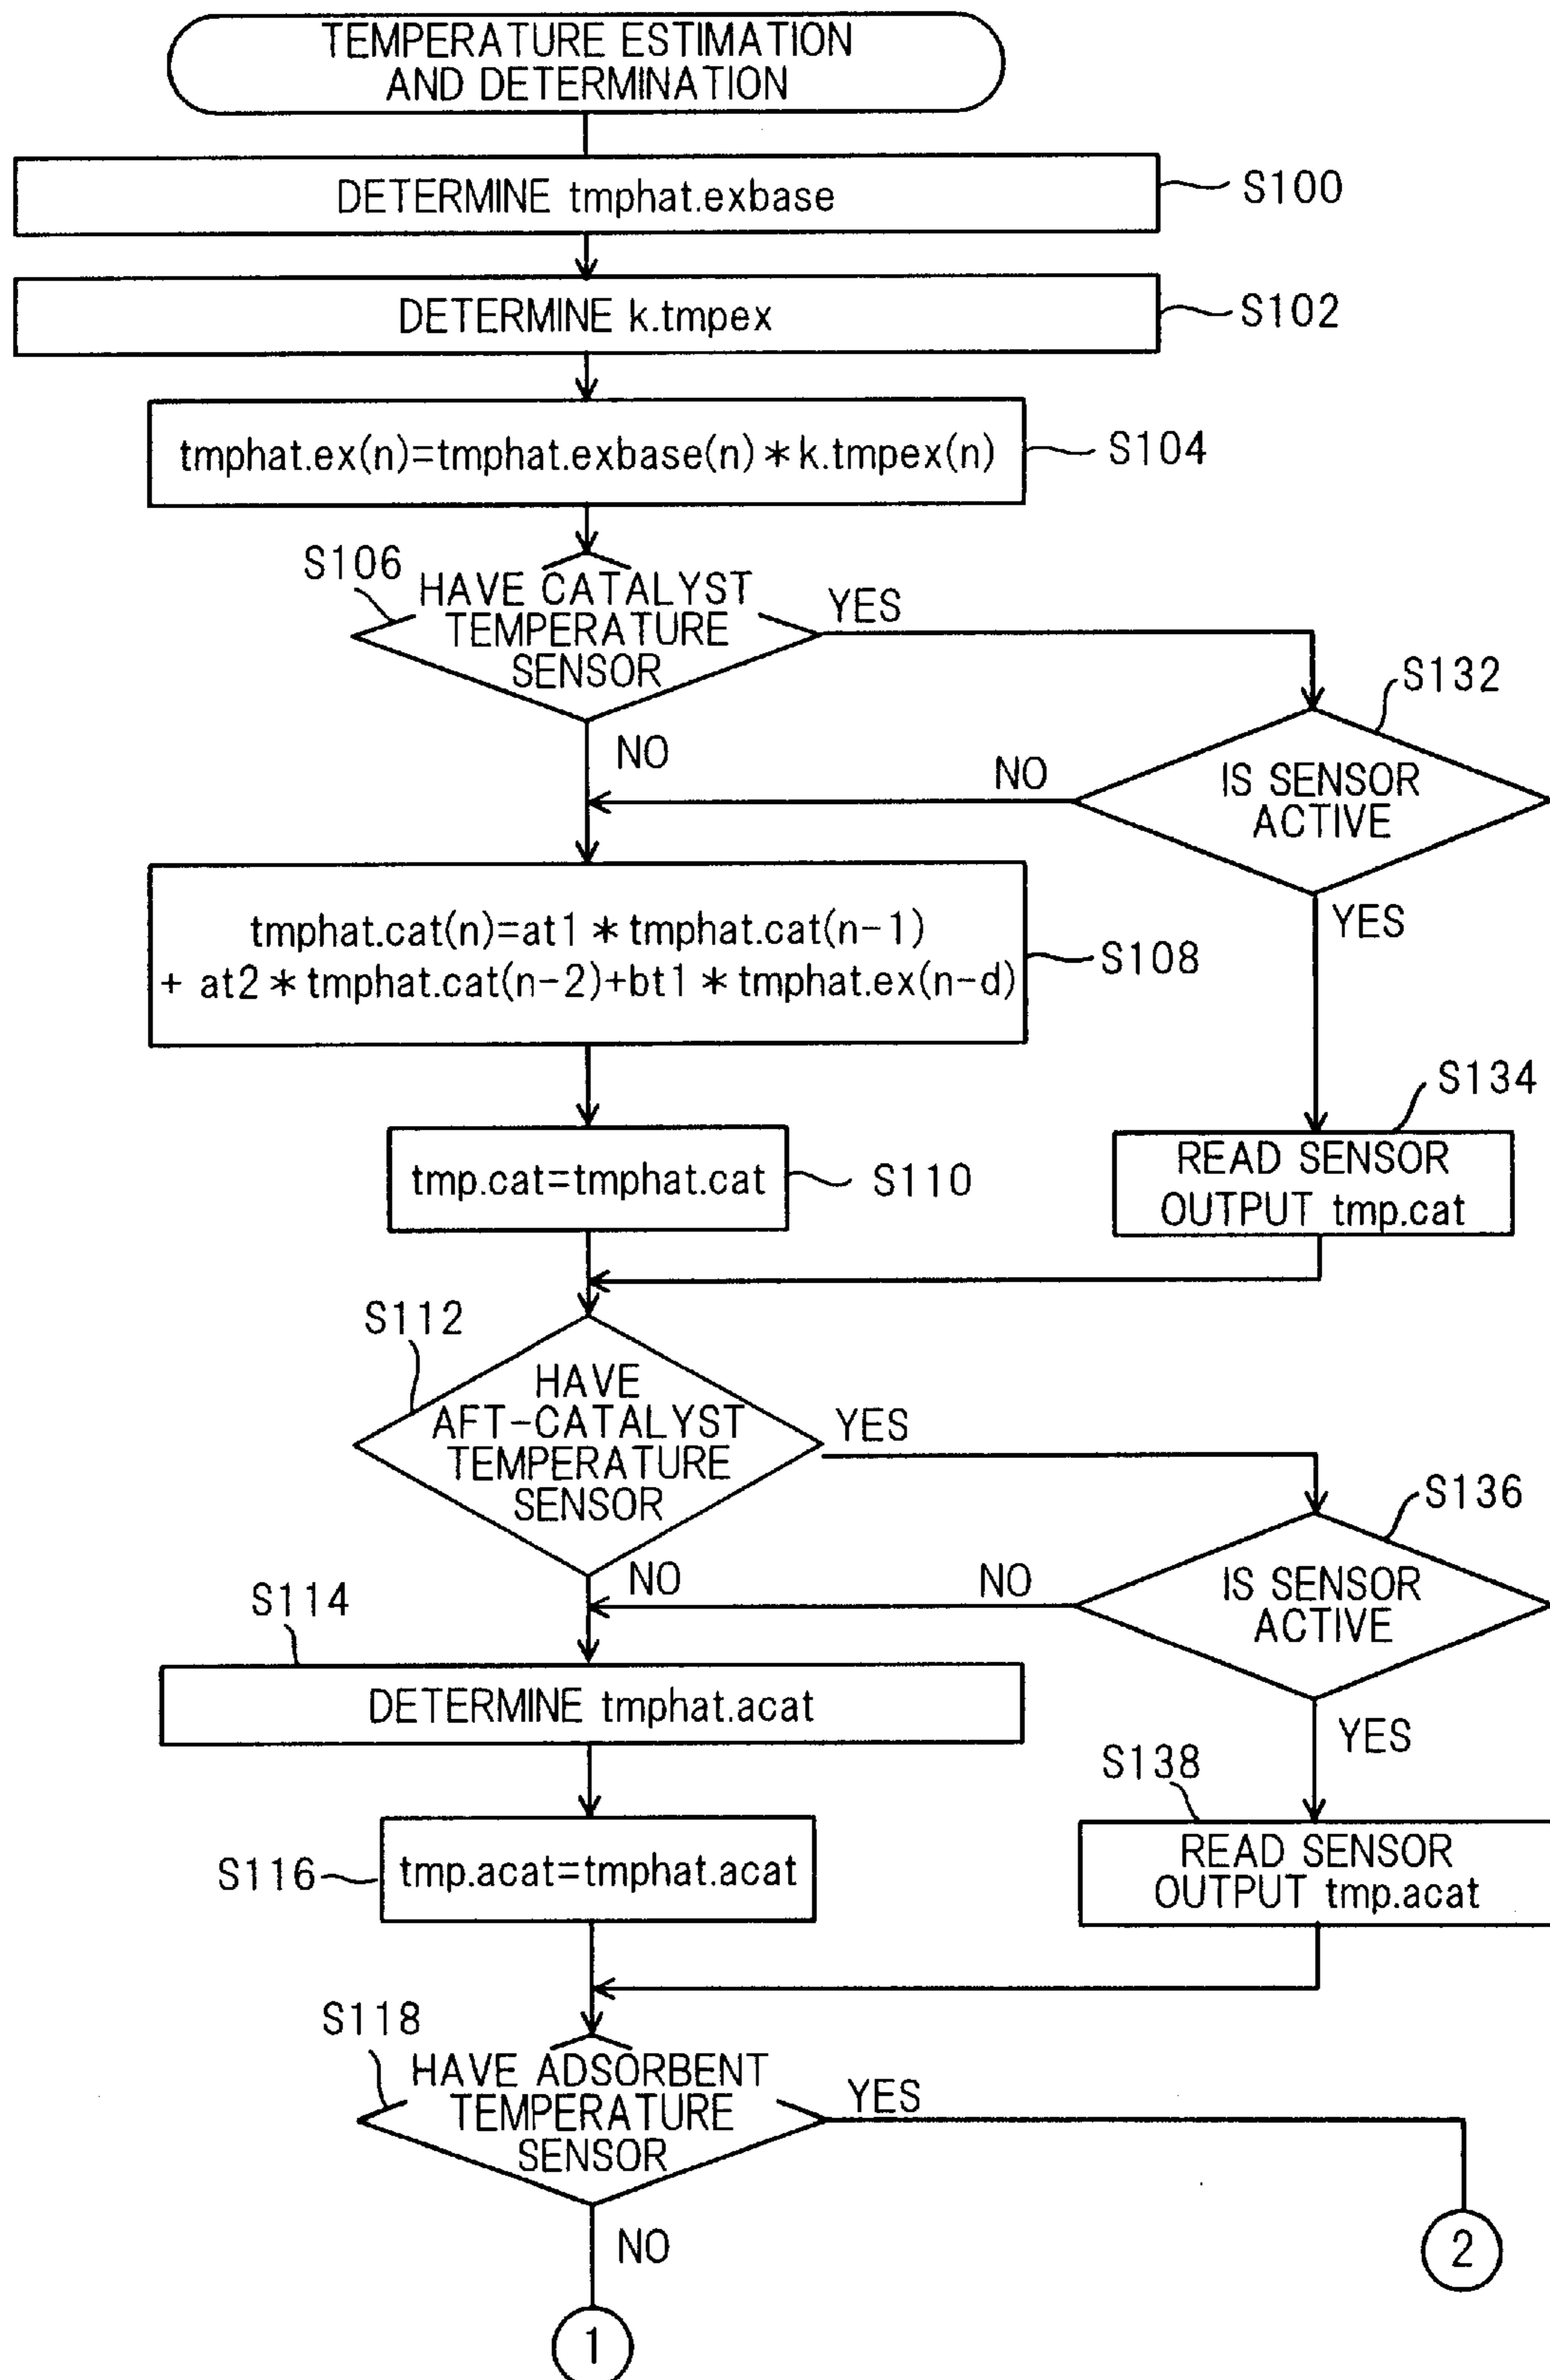 TEMPERATURE ESTIMATION
AND DETERMINATION
DETERMINE tmphat.exbase
S100
DETERMINE k.tmpex
S102
tmphat.ex(n)=tmphat.exbase(n)*k.tmpex(n)
S104
S106
HAVE CATALYST
TEMPERATURE
SENSOR
YES
NO
S132
IS SENSOR
ACTIVE
NO
YES
tmphat.cat(n)=at1*tmphat.cat(n-1)
+ at2*tmphat.cat(n-2)+bt1*tmphat.ex(n-d)
S108
S134
READ SENSOR
OUTPUT tmp.cat
tmp.cat=tmphat.cat
S110
S112
HAVE
AFT-CATALYST
TEMPERATURE
SENSOR
YES
NO
S136
IS SENSOR
ACTIVE
NO
YES
S114
DETERMINE tmphat.acat
S138
READ SENSOR
OUTPUT tmp.acat
S116
tmp.acat=tmphat.acat
S118
HAVE ADSORBENT
TEMPERATURE
SENSOR
YES
NO
2
1